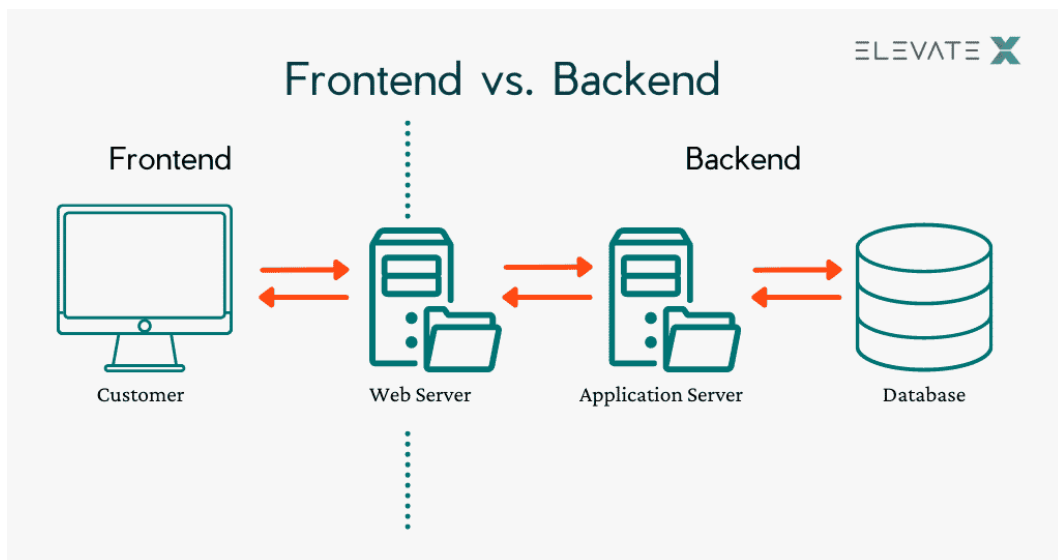 ELEVATE X
Frontend vs. Backend
Frontend
Backend
Customer
Web Server
Application Server
Database